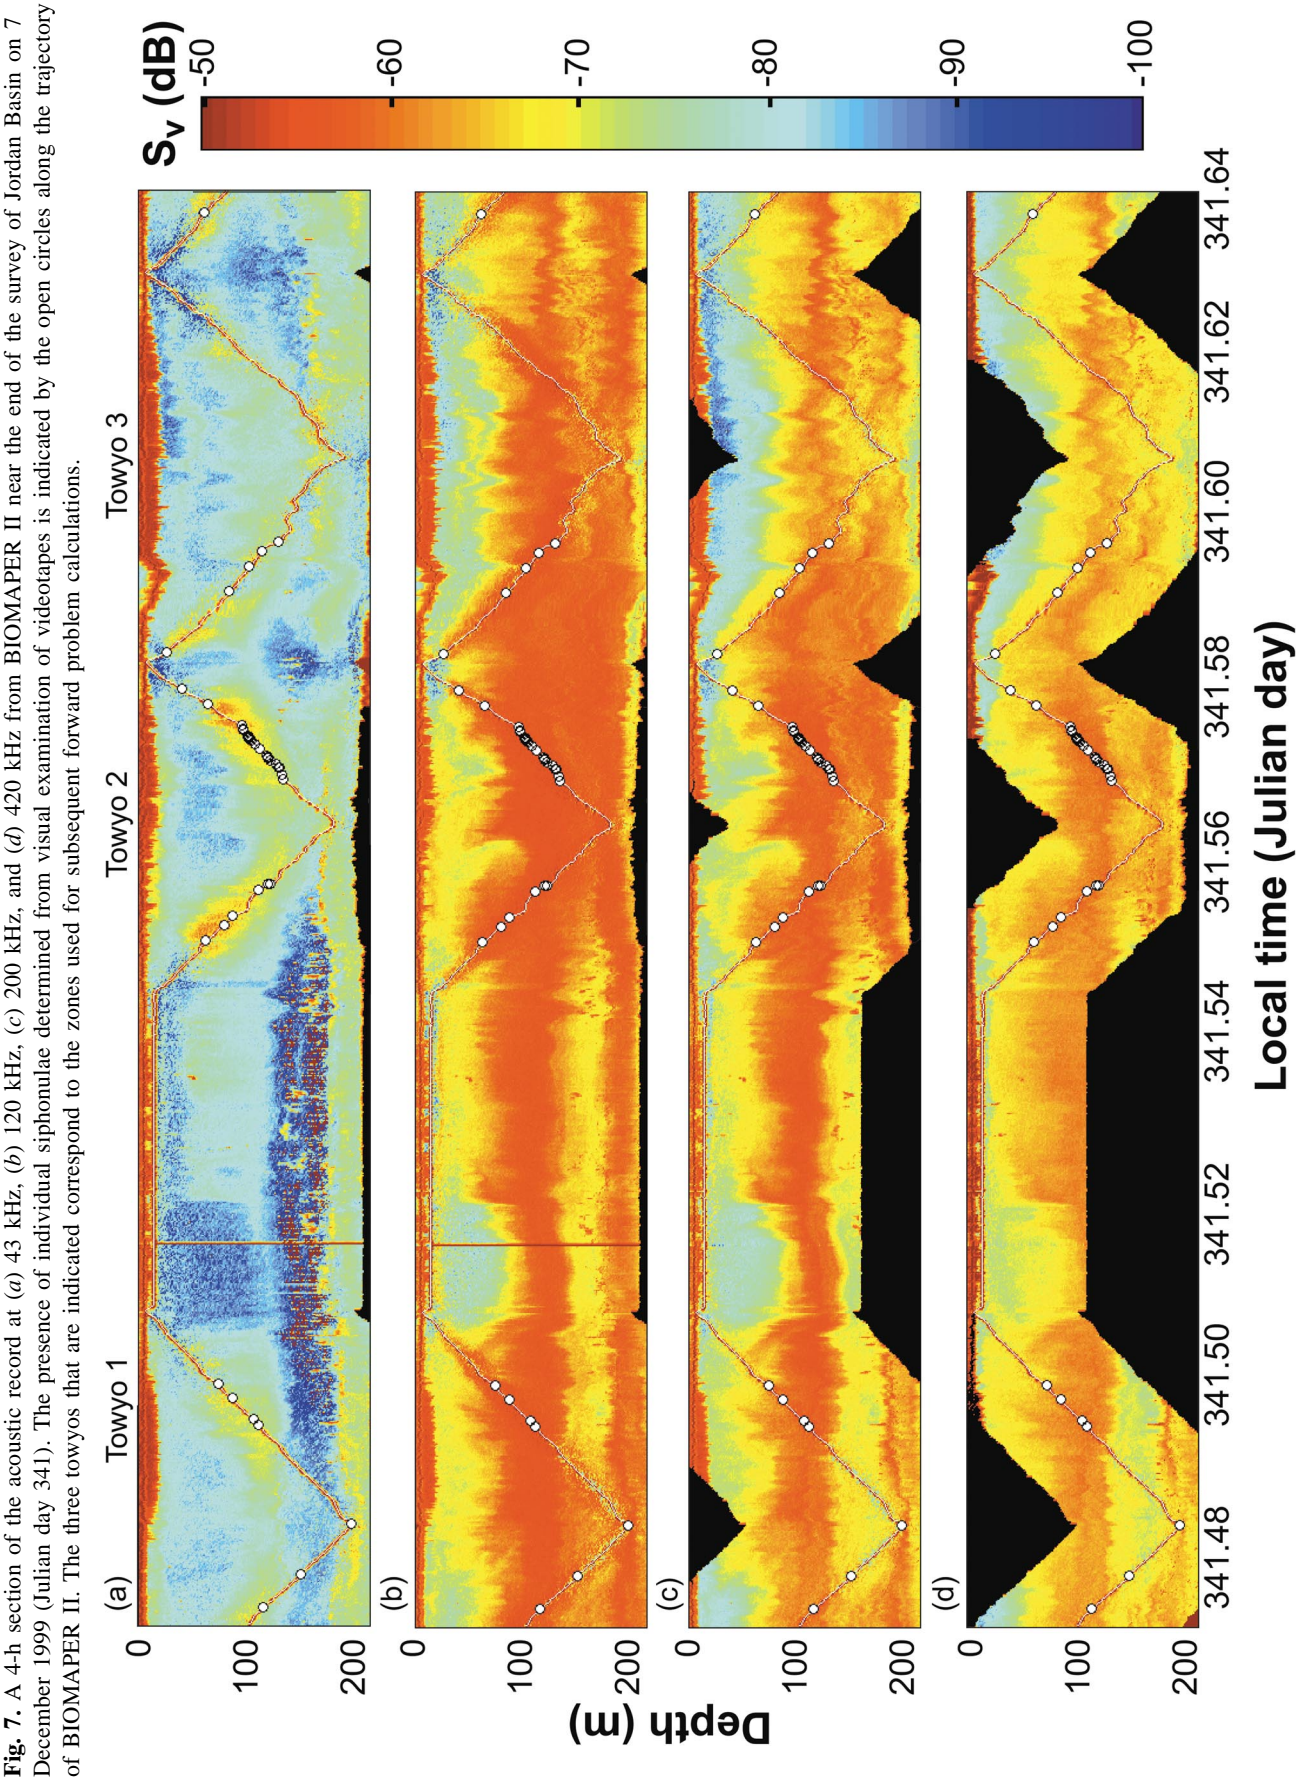 Fig. 7. A 4-h section of the acoustic record at (a) 43 kHz, (b) 120 kHz, (c) 200 kHz, and (d) 420 kHz from BIOMAPER II near the end of the survey of Jordan Basin on 7
December 1999 (Julian day 341). The presence of individual siphonulae determined from visual examination of videotapes is indicated by the open circles along the trajectory
of BIOMAPER II. The three towyos that are indicated correspond to the zones used for subsequent forward problem calculations.
Towyo 1 Towyo 2 Towyo 3
(a)
0
100
200
(b)
0
100
200
(c)
0
100
200
(d)
0
100
200
Depth (m)
341.48 341.50 341.52 341.54 341.56 341.58 341.60 341.62 341.64
Local time (Julian day)
Sv (dB)
-50
-60
-70
-80
-90
-100